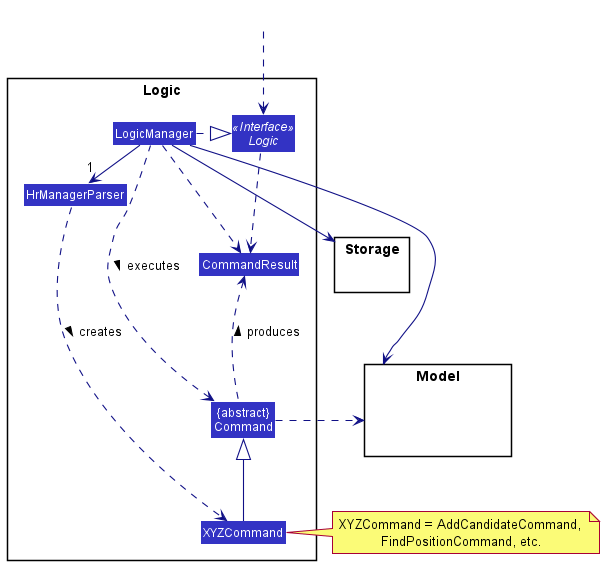 Logic
LogicManager
«Interface»
Logic
1
HrManagerParser
Storage
CommandResult
executes
creates
produces
Model
{abstract}
Command
XYZCommand
XYZCommand = AddCandidateCommand,
FindPositionCommand, etc.